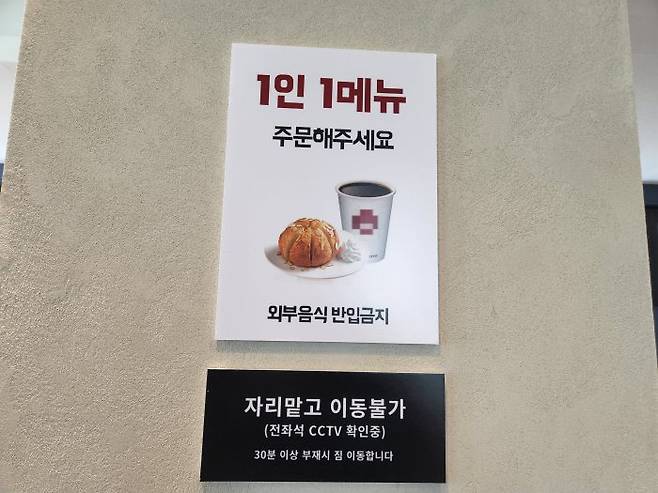 1인 1메뉴
주문해주세요
외부음식 반입금지
자리맡고 이동불가
(전좌석 CCTV 확인중)
30분 이상 부재시 짐 이동합니다